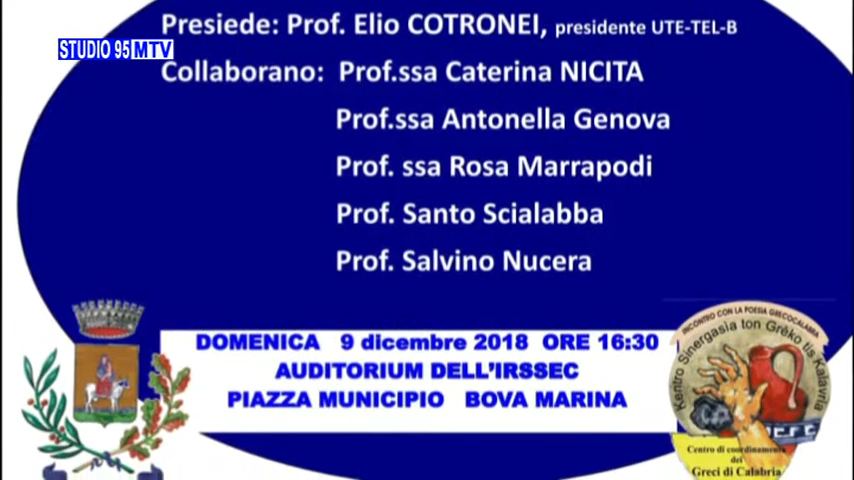 Presiede: Prof. Elio COTRONEI, presidente UTE-TEL-B
STUDIO 95 MTV
Collaborano: Prof.ssa Caterina NICITA
Prof.ssa Antonella Genova
Prof. ssa Rosa Marrapodi
Prof. Santo Scialabba
Prof. Salvino Nucera
DOMENICA 9 dicembre 2018 ORE 16:30
AUDITORIUM DELL'IRSSEC
PIAZZA MUNICIPIO BOVA MARINA
INCONTRO CON LA POESIA GRECOCALABRA
Kentro Sinergasia ton Grèko tis Kalavrìa
Centro di coordinamento
dei
Greci di Calabria